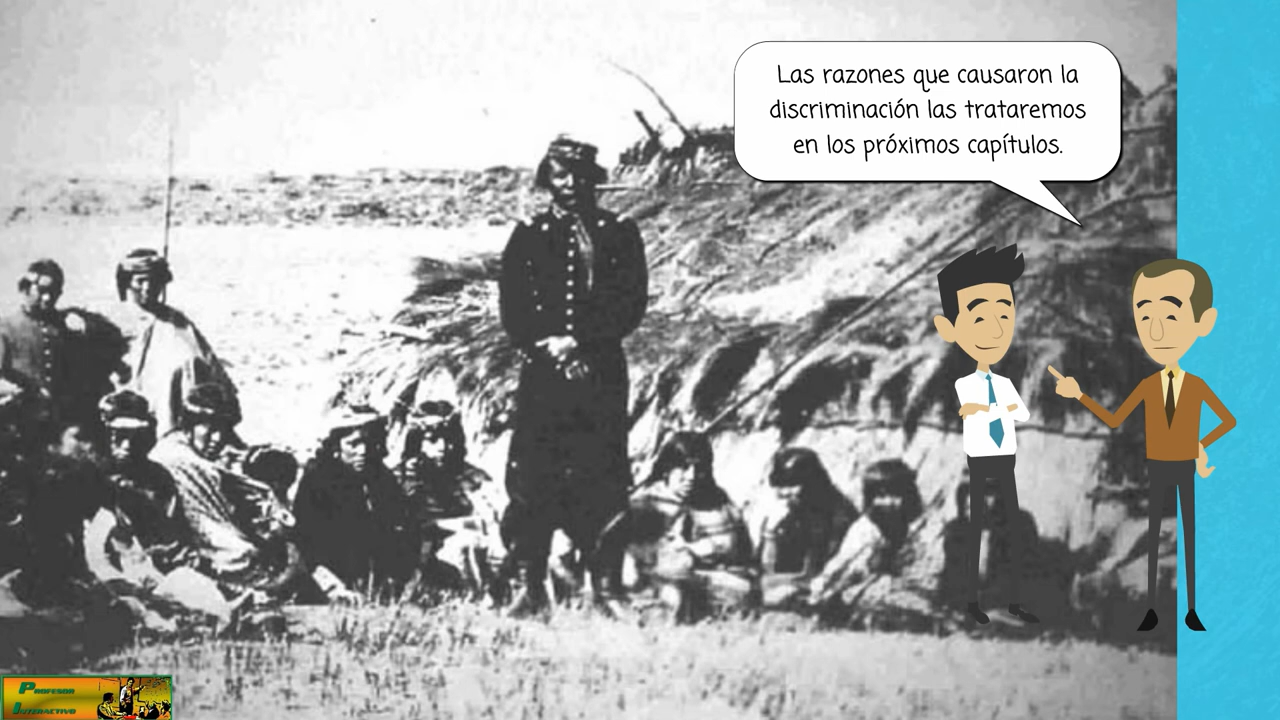 Las razones que causaron la
discriminación las trataremos
en los próximos capítulos.
PROFESOR
INTERACTIVO